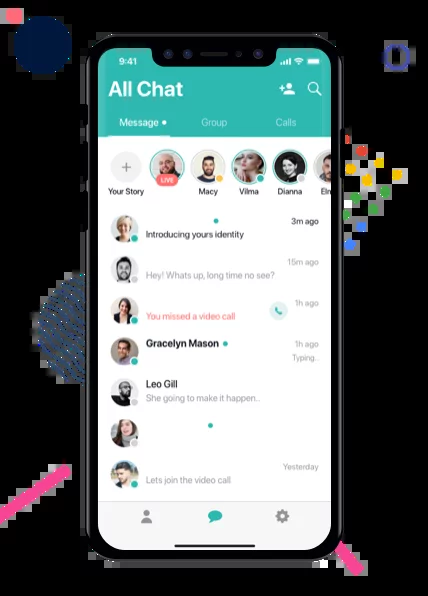 9:41
All Chat
Message
Group
Calls
LIVE
Your Story
Macy
Vilma
Dianna
3m ago
Introducing yours identity
15m ago
Hey! Whats up, long time no see?
1h ago
You missed a video call
Gracelyn Mason
1h ago
Typing..
Leo Gill
She going to make it happen..
Yesterday
Lets join the video call